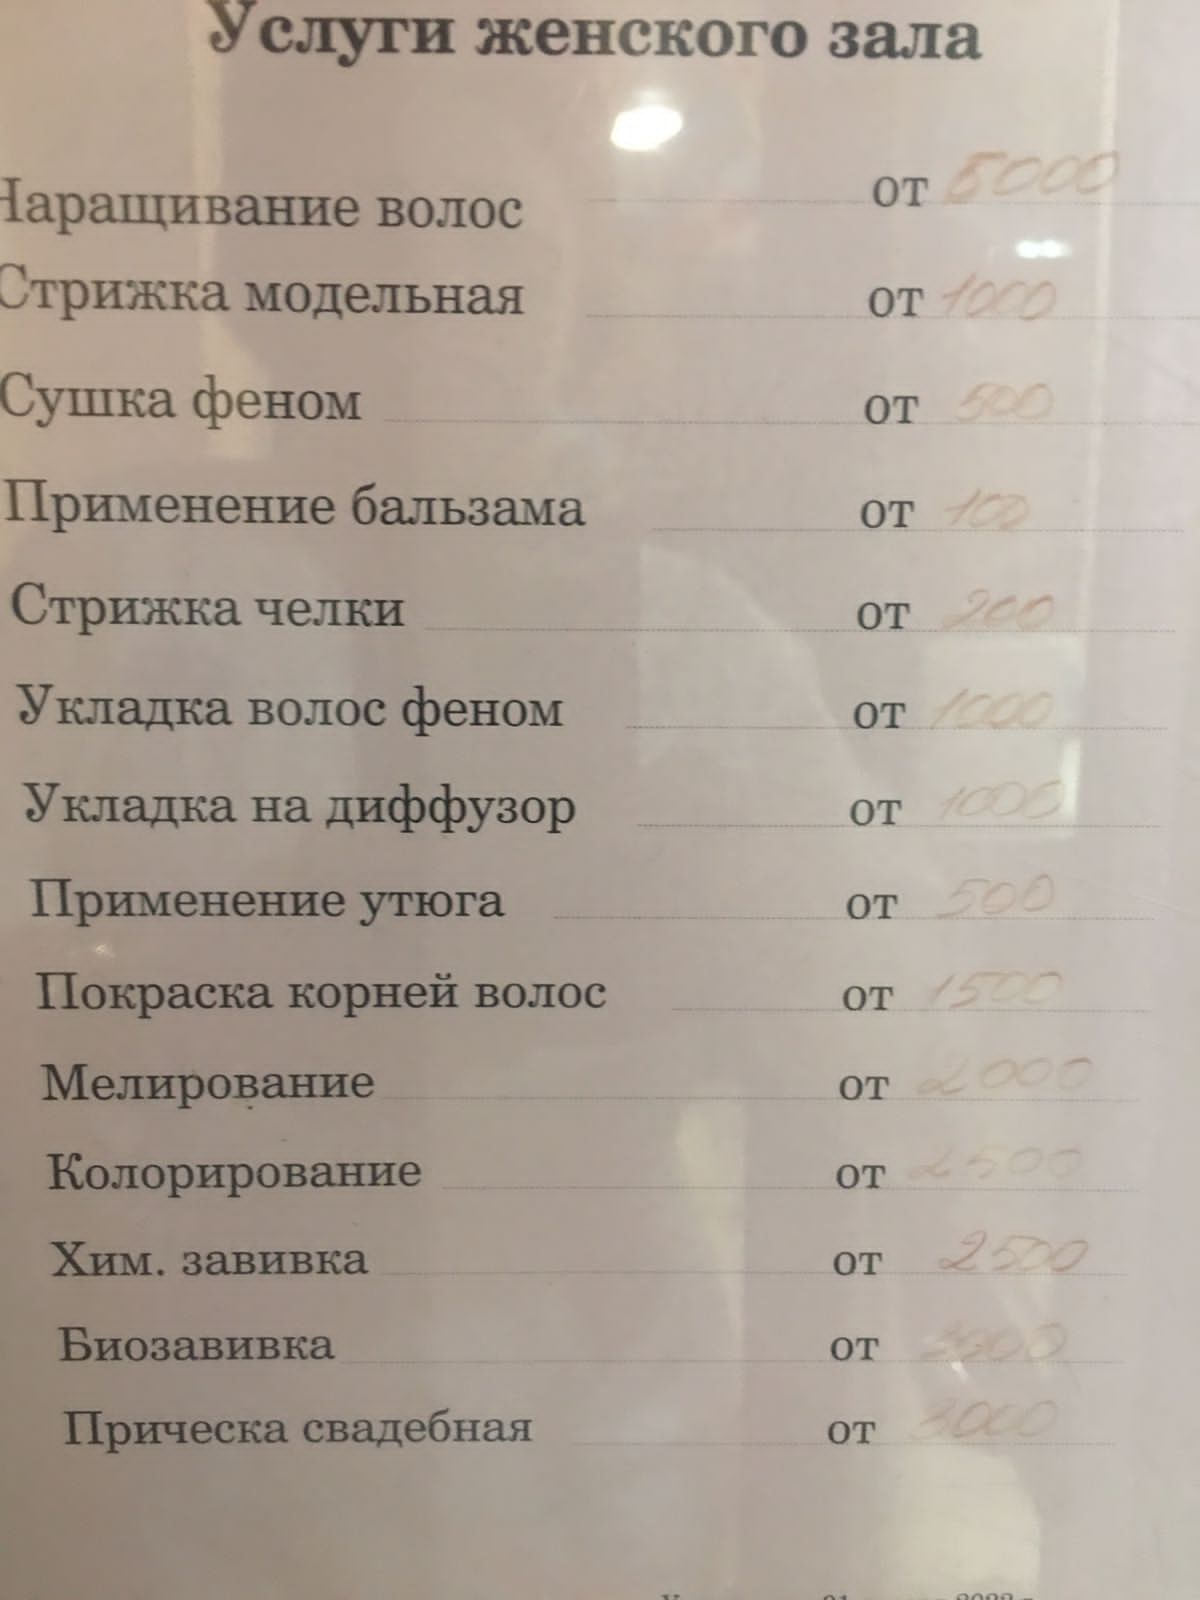 Услуги женского зала
Наращивание волос от 5000
Стрижка модельная от 1000
Сушка феном от 500
Применение бальзама от 100
Стрижка челки от 200
Укладка волос феном от 1000
Укладка на диффузор от 1000
Применение утюга от 500
Покраска корней волос от 1500
Мелирование от 2000
Колорирование от 2500
Хим. завивка от 2500
Биозавивка от
Прическа свадебная от 3000